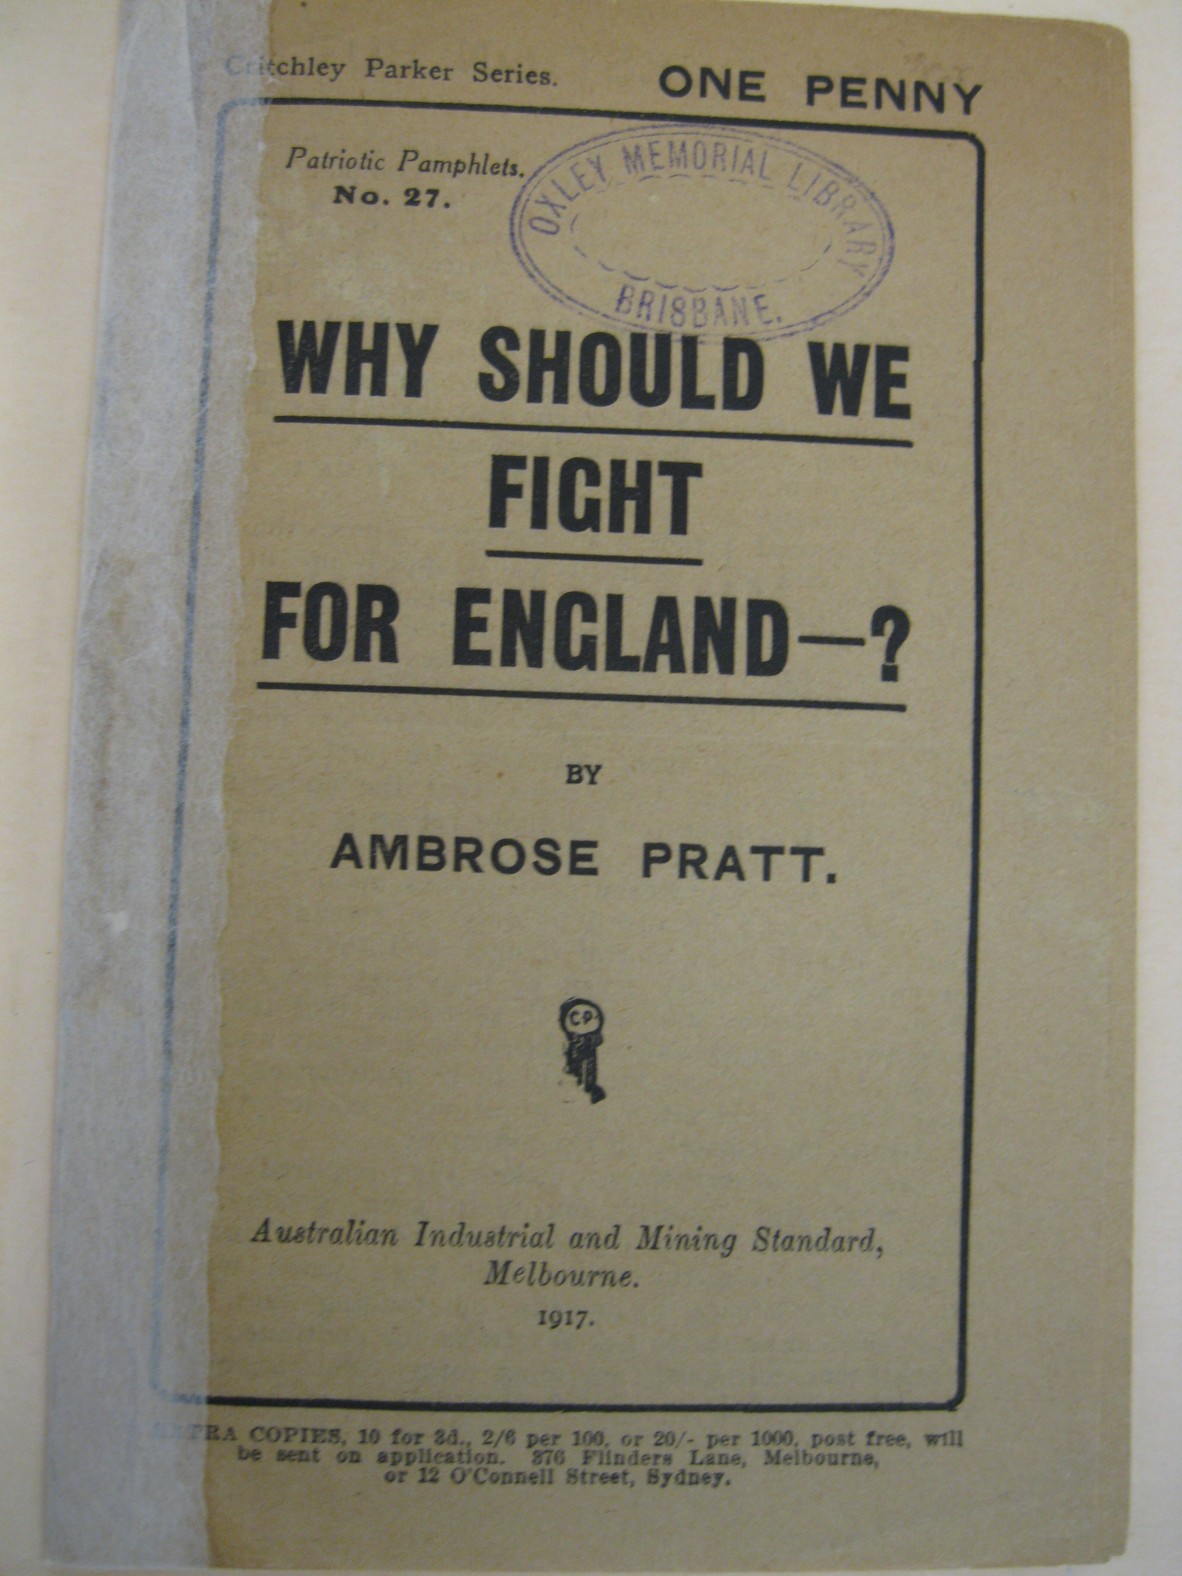 Critchley Parker Series.
ONE PENNY
Patriotic Pamphlets.
No. 27.
OXLEY MEMORIAL LIBRARY
BRISBANE.
WHY SHOULD WE
FIGHT
FOR ENGLAND—?
BY
AMBROSE PRATT.
C.P.
Australian Industrial and Mining Standard,
Melbourne.
1917.
EXTRA COPIES, 10 for 3d., 2/6 per 100, or 20/- per 1000, post free, will
be sent on application. 376 Flinders Lane, Melbourne,
or 12 O'Connell Street, Sydney.